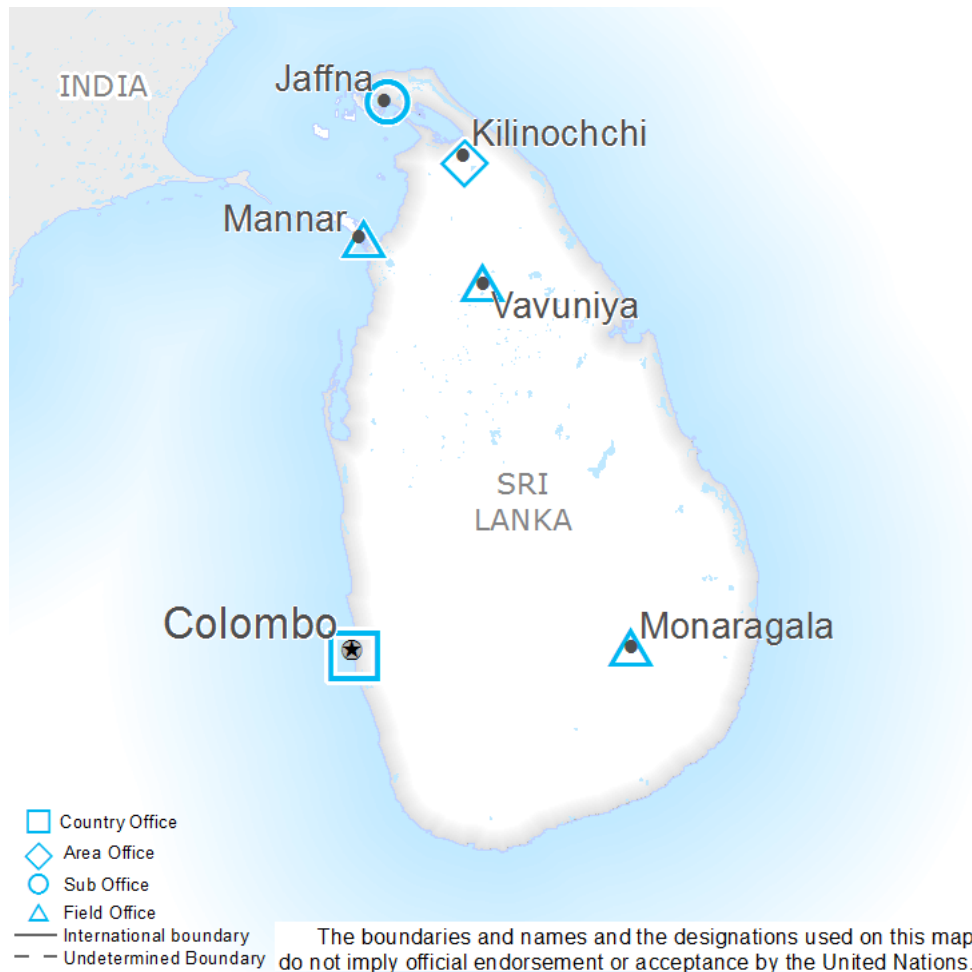 INDIA
Jaffna
Kilinochchi
Mannar
Vavuniya
SRI
LANKA
Colombo
Monaragala
Country Office
Area Office
Sub Office
Field Office
International boundary
Undetermined Boundary
The boundaries and names and the designations used on this map
do not imply official endorsement or acceptance by the United Nations.